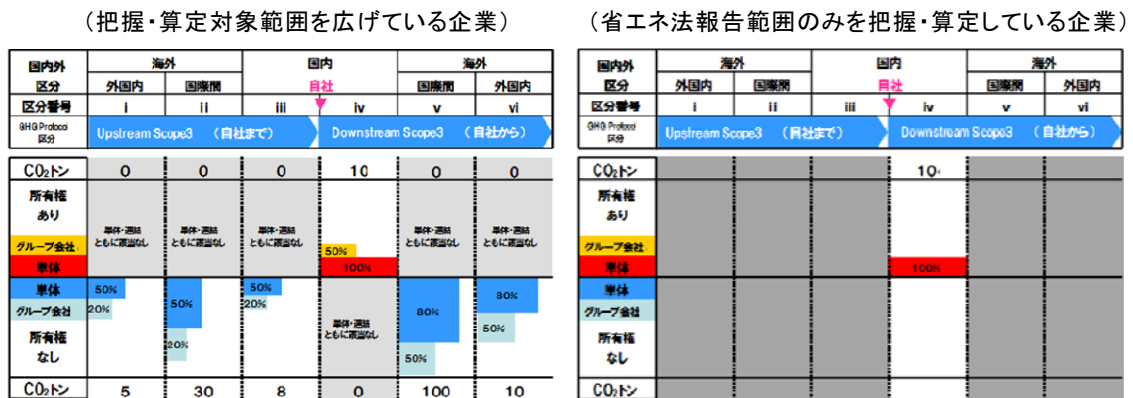 (把握・算定対象範囲を広げている企業)
国内外
区分
海外
国内
海外
外国内
国際間
自社
国際間
外国内
区分番号
i
ii
iii
iv
v
vi
GHG Protocol
区分
Upstream Scope3 (自社まで)
Downstream Scope3 (自社から)
CO₂トン
0
0
0
10
0
0
所有権
あり
単体・連結
ともに該当なし
単体・連結
ともに該当なし
単体・連結
ともに該当なし
単体・連結
ともに該当なし
単体・連結
ともに該当なし
グループ会社
50%
単体
100%
単体
50%
50%
50%
80%
80%
グループ会社
20%
20%
20%
50%
50%
単体・連結
ともに該当なし
所有権
なし
CO₂トン
5
30
8
0
100
10
(省エネ法報告範囲のみを把握・算定している企業)
国内外
区分
海外
国内
海外
外国内
国際間
自社
国際間
外国内
区分番号
i
ii
iii
iv
v
vi
GHG Protocol
区分
Upstream Scope3 (自社まで)
Downstream Scope3 (自社から)
CO₂トン
10
所有権
あり
グループ会社
単体
100%
単体
グループ会社
所有権
なし
CO₂トン